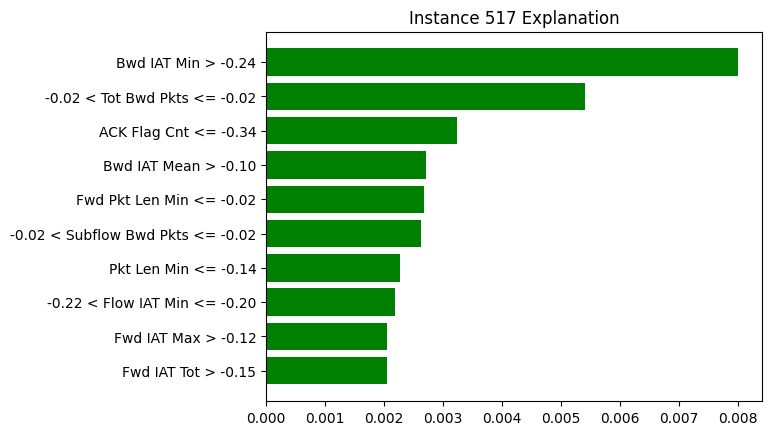 Instance 517 Explanation
Bwd IAT Min > -0.24
-0.02 < Tot Bwd Pkts <= -0.02
ACK Flag Cnt <= -0.34
Bwd IAT Mean > -0.10
Fwd Pkt Len Min <= -0.02
-0.02 < Subflow Bwd Pkts <= -0.02
Pkt Len Min <= -0.14
-0.22 < Flow IAT Min <= -0.20
Fwd IAT Max > -0.12
Fwd IAT Tot > -0.15
0.000 0.001 0.002 0.003 0.004 0.005 0.006 0.007 0.008